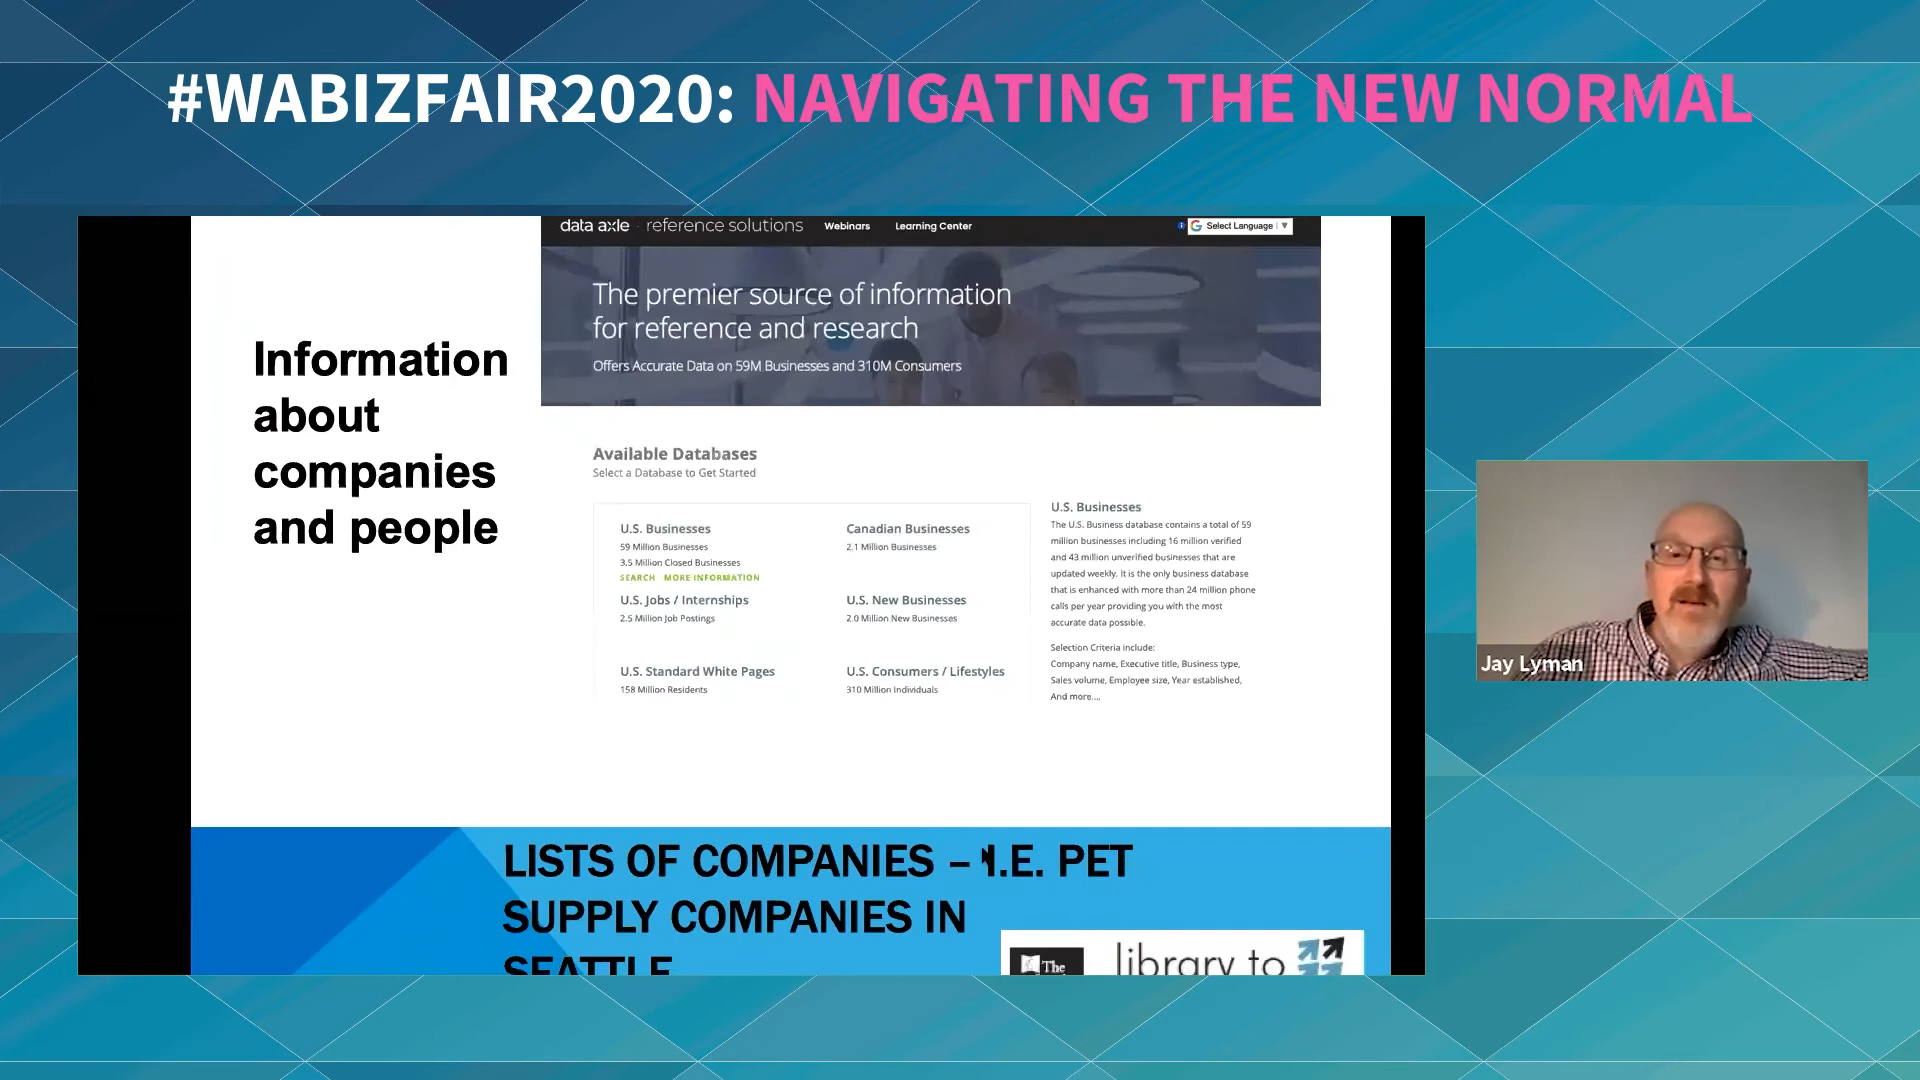 #WABIZFAIR2020: NAVIGATING THE NEW NORMAL
data axle reference solutions Webinars Learning Center Select Language
The premier source of information
for reference and research
Offers Accurate Data on 59M Businesses and 310M Consumers
Information
about
companies
and people
Available Databases
Select a Database to Get Started
U.S. Businesses
59 Million Businesses
3.5 Million Closed Businesses
SEARCH MORE INFORMATION
Canadian Businesses
2.1 Million Businesses
U.S. Jobs / Internships
2.5 Million Job Postings
U.S. New Businesses
2.0 Million New Businesses
U.S. Standard White Pages
158 Million Residents
U.S. Consumers / Lifestyles
310 Million Individuals
U.S. Businesses
The U.S. Business database contains a total of 59
million businesses including 16 million verified
and 43 million unverified businesses that are
updated weekly. It is the only business database
that is enhanced with more than 24 million phone
calls per year providing you with the most
accurate data possible.
Selection Criteria include:
Company name, Executive title, Business type,
Sales volume, Employee size, Year established,
And more....
Jay Lyman
LISTS OF COMPANIES – I.E. PET
SUPPLY COMPANIES IN
SEATTLE
The
library to